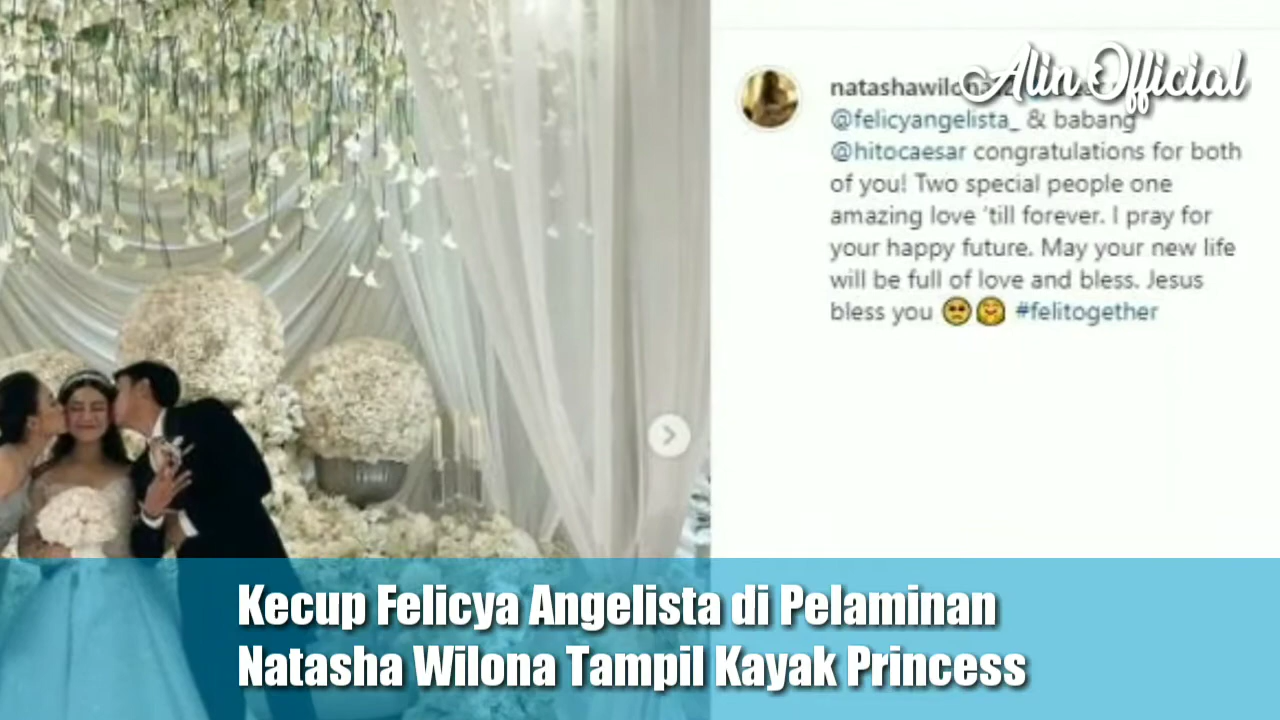 Alin Official
@felicyangelista_ & babang
@hitocaesar congratulations for both
of you! Two special people one
amazing love 'till forever. I pray for
your happy future. May your new life
will be full of love and bless. Jesus
bless you 🥺🤗 #felitogether
Kecup Felicya Angelista di Pelaminan
Natasha Wilona Tampil Kayak Princess